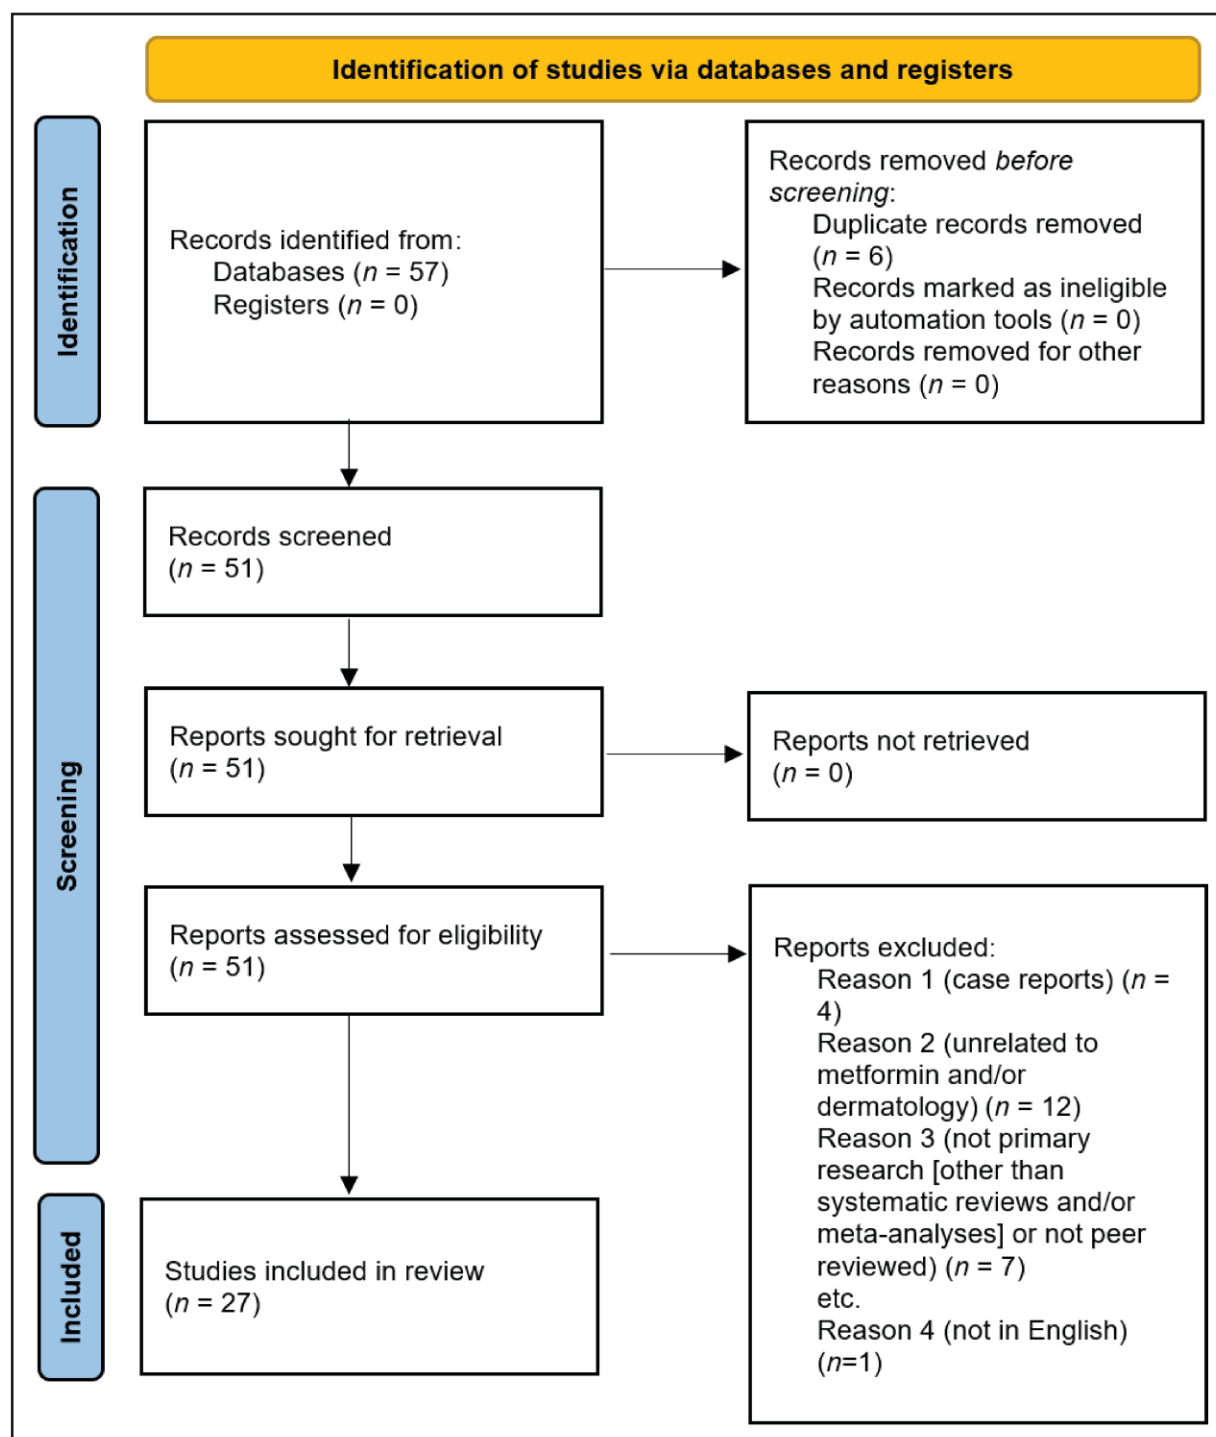 Identification of studies via databases and registers
Identification
Records identified from:
Databases (n = 57)
Registers (n = 0)
Records removed before
screening:
Duplicate records removed
(n = 6)
Records marked as ineligible
by automation tools (n = 0)
Records removed for other
reasons (n = 0)
Screening
Records screened
(n = 51)
Reports sought for retrieval
(n = 51)
Reports not retrieved
(n = 0)
Reports assessed for eligibility
(n = 51)
Reports excluded:
Reason 1 (case reports) (n =
4)
Reason 2 (unrelated to
metformin and/or
dermatology) (n = 12)
Reason 3 (not primary
research [other than
systematic reviews and/or
meta-analyses] or not peer
reviewed) (n = 7)
etc.
Reason 4 (not in English)
(n=1)
Included
Studies included in review
(n = 27)